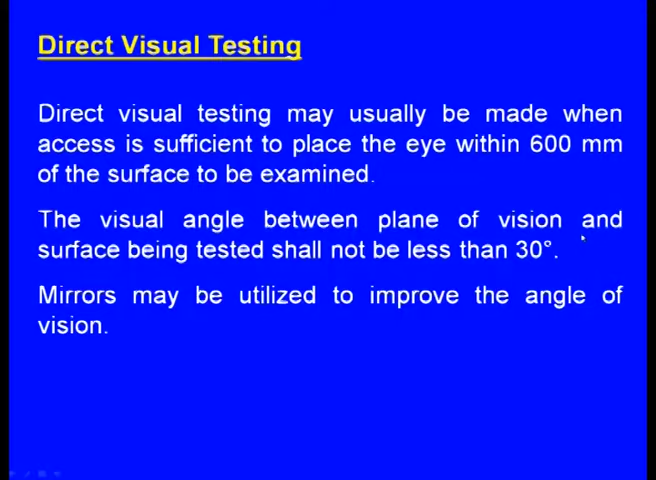 Direct Visual Testing
Direct visual testing may usually be made when
access is sufficient to place the eye within 600 mm
of the surface to be examined.
The visual angle between plane of vision and
surface being tested shall not be less than 30°.
Mirrors may be utilized to improve the angle of
vision.